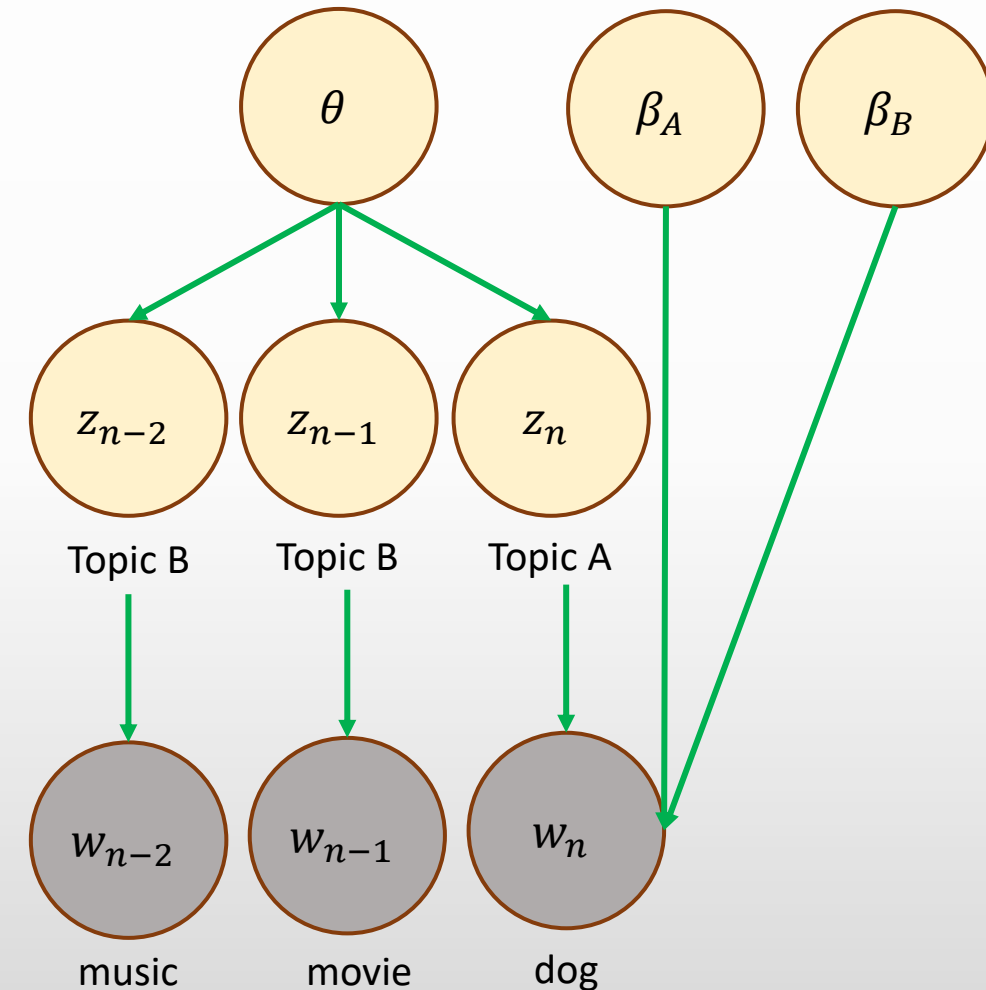 θ β_A β_B
z_{n−2} z_{n−1} z_n
Topic B Topic B Topic A
w_{n−2} w_{n−1} w_n
music movie dog